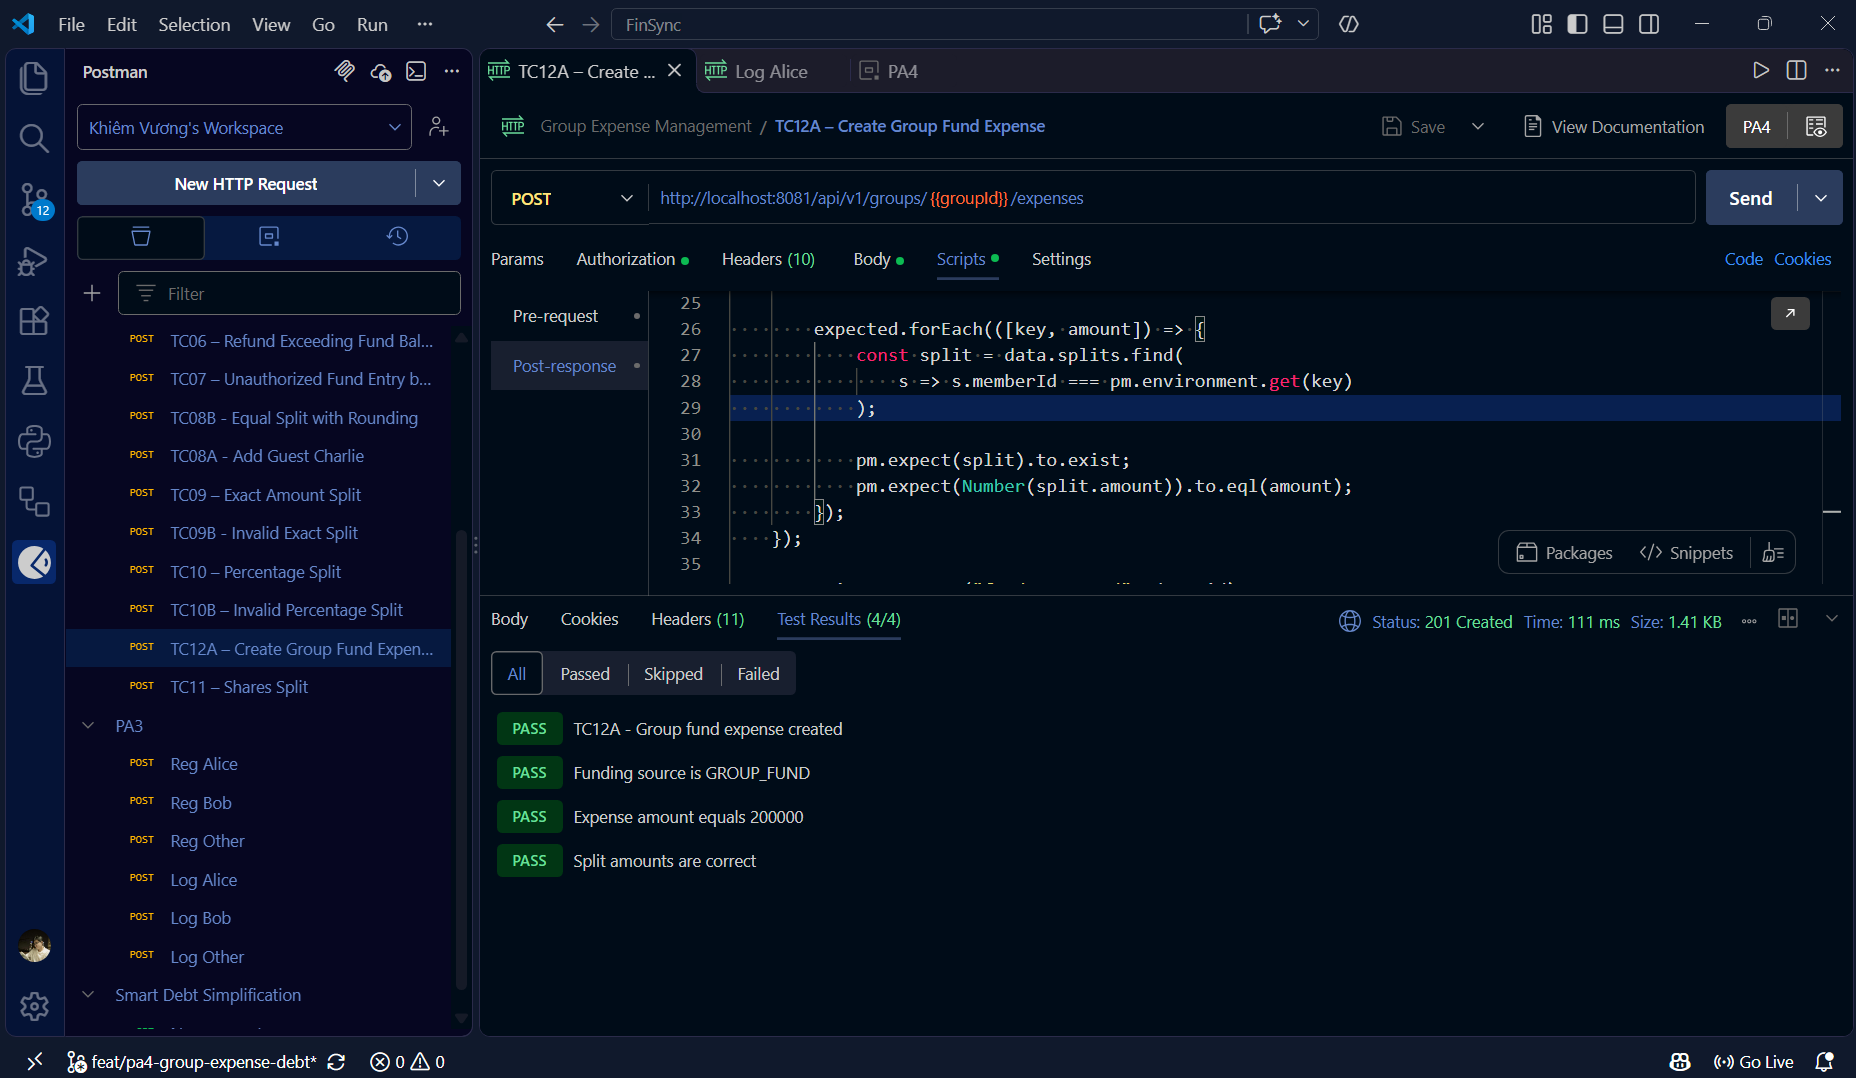 File Edit Selection View Go Run ···
FinSync
Postman
Khiêm Vương's Workspace
New HTTP Request
Filter
12
POST TC06 – Refund Exceeding Fund Bal...
POST TC07 – Unauthorized Fund Entry b...
POST TC08B - Equal Split with Rounding
POST TC08A - Add Guest Charlie
POST TC09 – Exact Amount Split
POST TC09B - Invalid Exact Split
POST TC10 – Percentage Split
POST TC10B – Invalid Percentage Split
POST TC12A – Create Group Fund Expen...
POST TC11 – Shares Split
PA3
POST Reg Alice
POST Reg Bob
POST Reg Other
POST Log Alice
POST Log Bob
POST Log Other
Smart Debt Simplification
HTTP TC12A – Create ...
HTTP Log Alice
PA4
HTTP Group Expense Management / TC12A – Create Group Fund Expense
Save
View Documentation
PA4
POST http://localhost:8081/api/v1/groups/{{groupId}}/expenses
Send
Params Authorization Headers (10) Body Scripts Settings
Code Cookies
Pre-request
Post-response
25
26 expected.forEach(([key, amount]) => {
27 const split = data.splits.find(
28 s => s.memberId === pm.environment.get(key)
29 );
30
31 pm.expect(split).to.exist;
32 pm.expect(Number(split.amount)).to.eql(amount);
33 });
34 });
35
Packages </> Snippets
Body Cookies Headers (11) Test Results (4/4)
Status: 201 Created Time: 111 ms Size: 1.41 KB
All Passed Skipped Failed
PASS TC12A - Group fund expense created
PASS Funding source is GROUP_FUND
PASS Expense amount equals 200000
PASS Split amounts are correct
feat/pa4-group-expense-debt* 0 0
Go Live